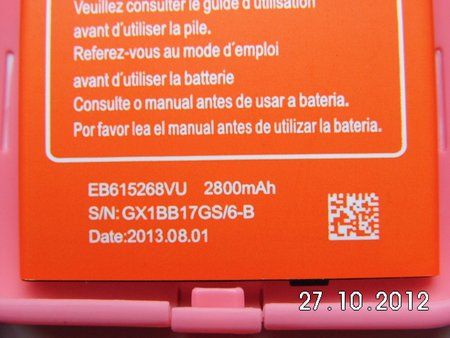 Veuillez consulter le guide d'utilisation
avant d'utiliser la pile.
Referez-vous au mode d'emploi
avant d'utiliser la batterie
Consulte o manual antes de usar a bateria.
Por favor lea el manual antes de utilizar la bateria.
EB615268VU 2800mAh
S/N: GX1BB17GS/6-B
Date:2013.08.01
27.10.2012